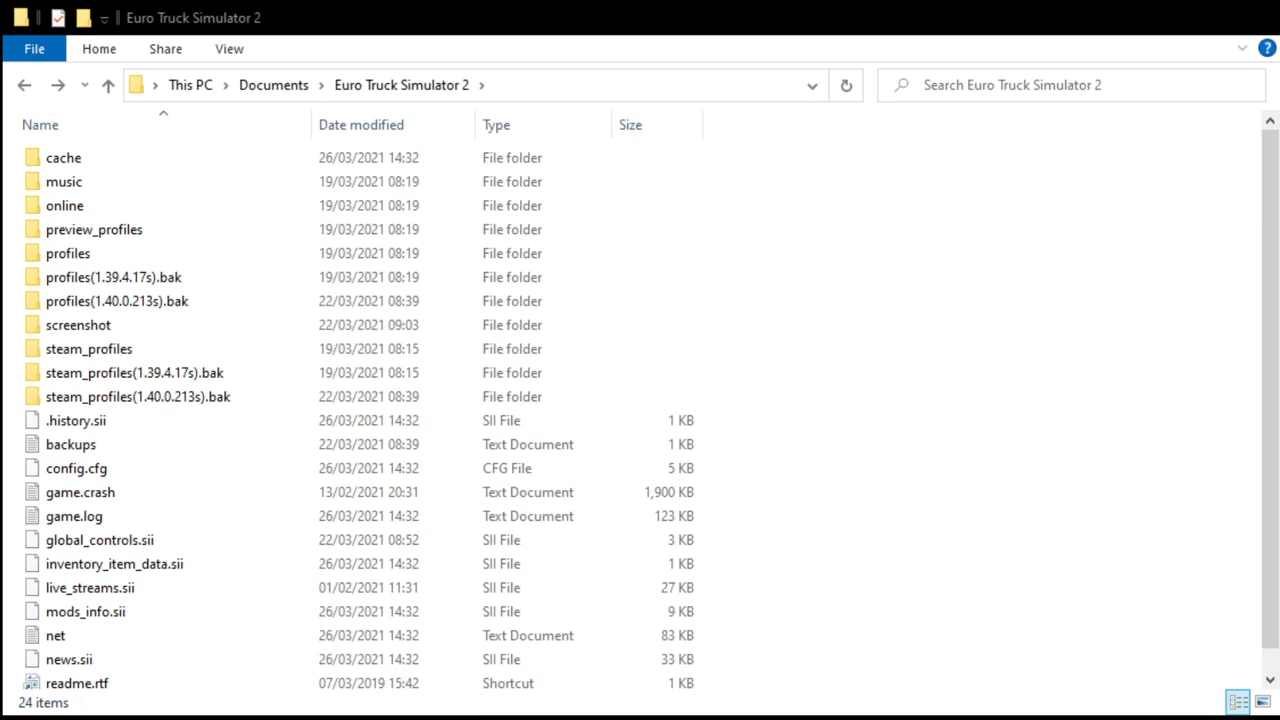 Euro Truck Simulator 2
File Home Share View
This PC Documents Euro Truck Simulator 2 Search Euro Truck Simulator 2
Name Date modified Type Size
cache 26/03/2021 14:32 File folder
music 19/03/2021 08:19 File folder
online 19/03/2021 08:19 File folder
preview_profiles 19/03/2021 08:19 File folder
profiles 19/03/2021 08:19 File folder
profiles(1.39.4.17s).bak 19/03/2021 08:19 File folder
profiles(1.40.0.213s).bak 22/03/2021 08:39 File folder
screenshot 22/03/2021 09:03 File folder
steam_profiles 19/03/2021 08:15 File folder
steam_profiles(1.39.4.17s).bak 19/03/2021 08:15 File folder
steam_profiles(1.40.0.213s).bak 22/03/2021 08:39 File folder
.history.sii 26/03/2021 14:32 SII File 1 KB
backups 22/03/2021 08:39 Text Document 1 KB
config.cfg 26/03/2021 14:32 CFG File 5 KB
game.crash 13/02/2021 20:31 Text Document 1,900 KB
game.log 26/03/2021 14:32 Text Document 123 KB
global_controls.sii 22/03/2021 08:52 SII File 3 KB
inventory_item_data.sii 26/03/2021 14:32 SII File 1 KB
live_streams.sii 01/02/2021 11:31 SII File 27 KB
mods_info.sii 26/03/2021 14:32 SII File 9 KB
net 26/03/2021 14:32 Text Document 83 KB
news.sii 26/03/2021 14:32 SII File 33 KB
readme.rtf 07/03/2019 15:42 Shortcut 1 KB
24 items